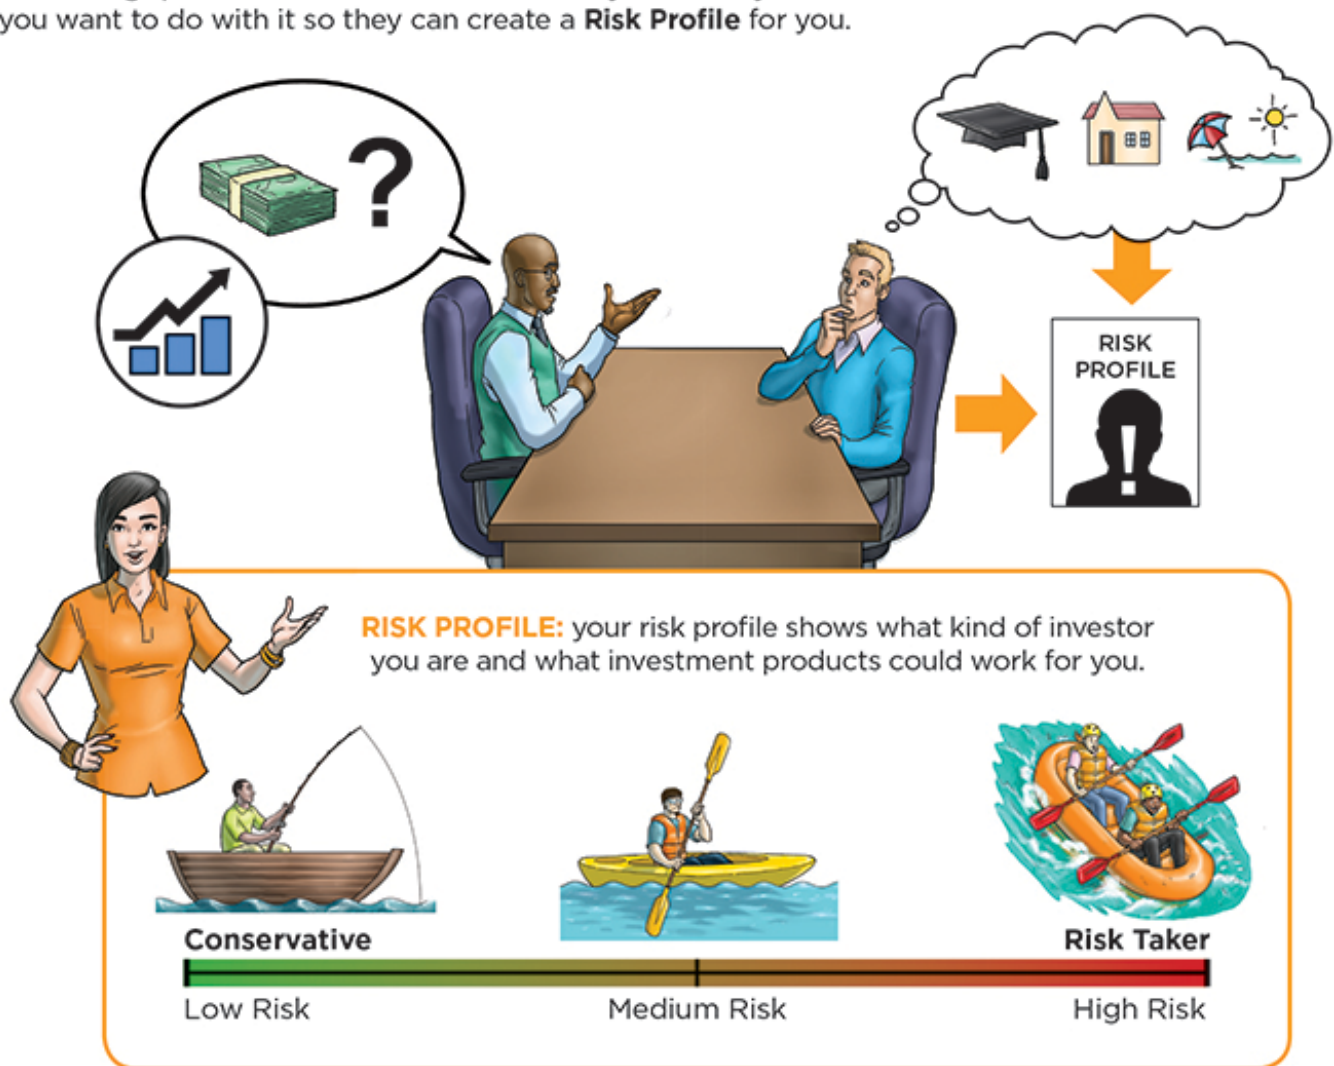 you want to do with it so they can create a Risk Profile for you.
?
RISK
PROFILE
!
RISK PROFILE: your risk profile shows what kind of investor
you are and what investment products could work for you.
Conservative
Risk Taker
Low Risk
Medium Risk
High Risk